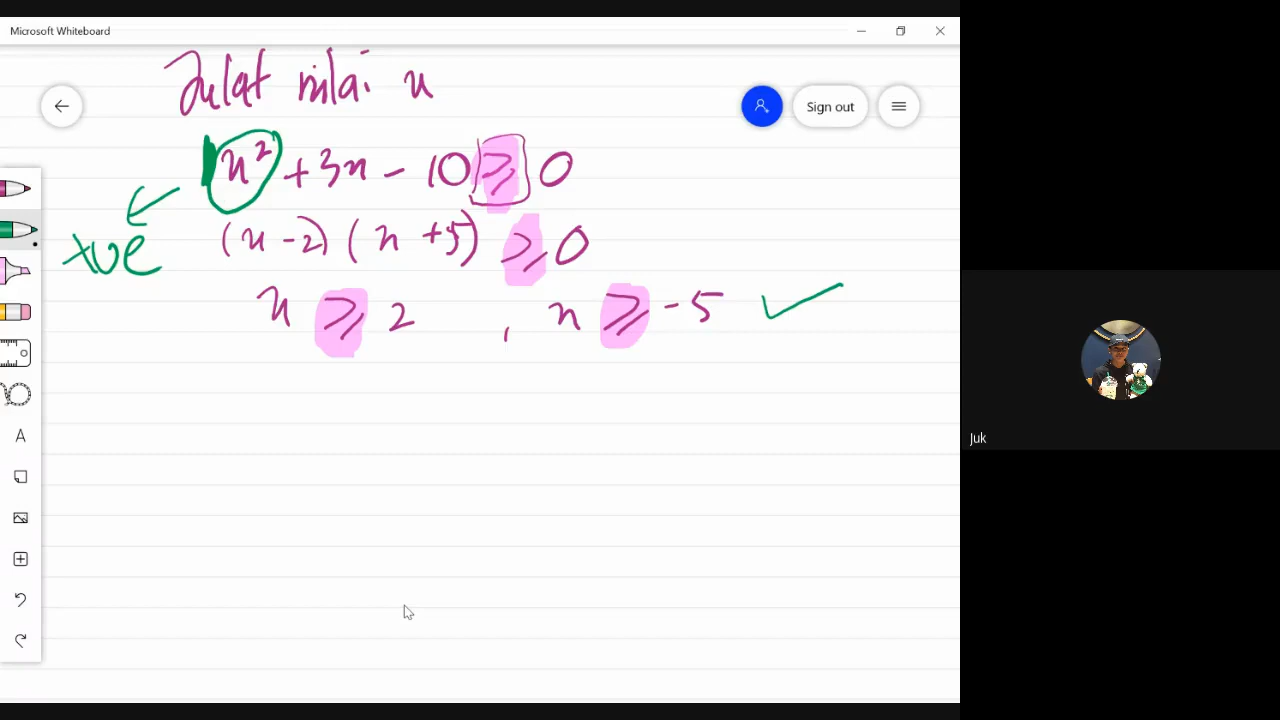 Microsoft Whiteboard
Julat nilai x
Sign out
x² + 3x - 10 ≥ 0
+ve
(x - 2) (x + 5) ≥ 0
x ≥ 2 , x ≥ -5 ✓
A
Juk